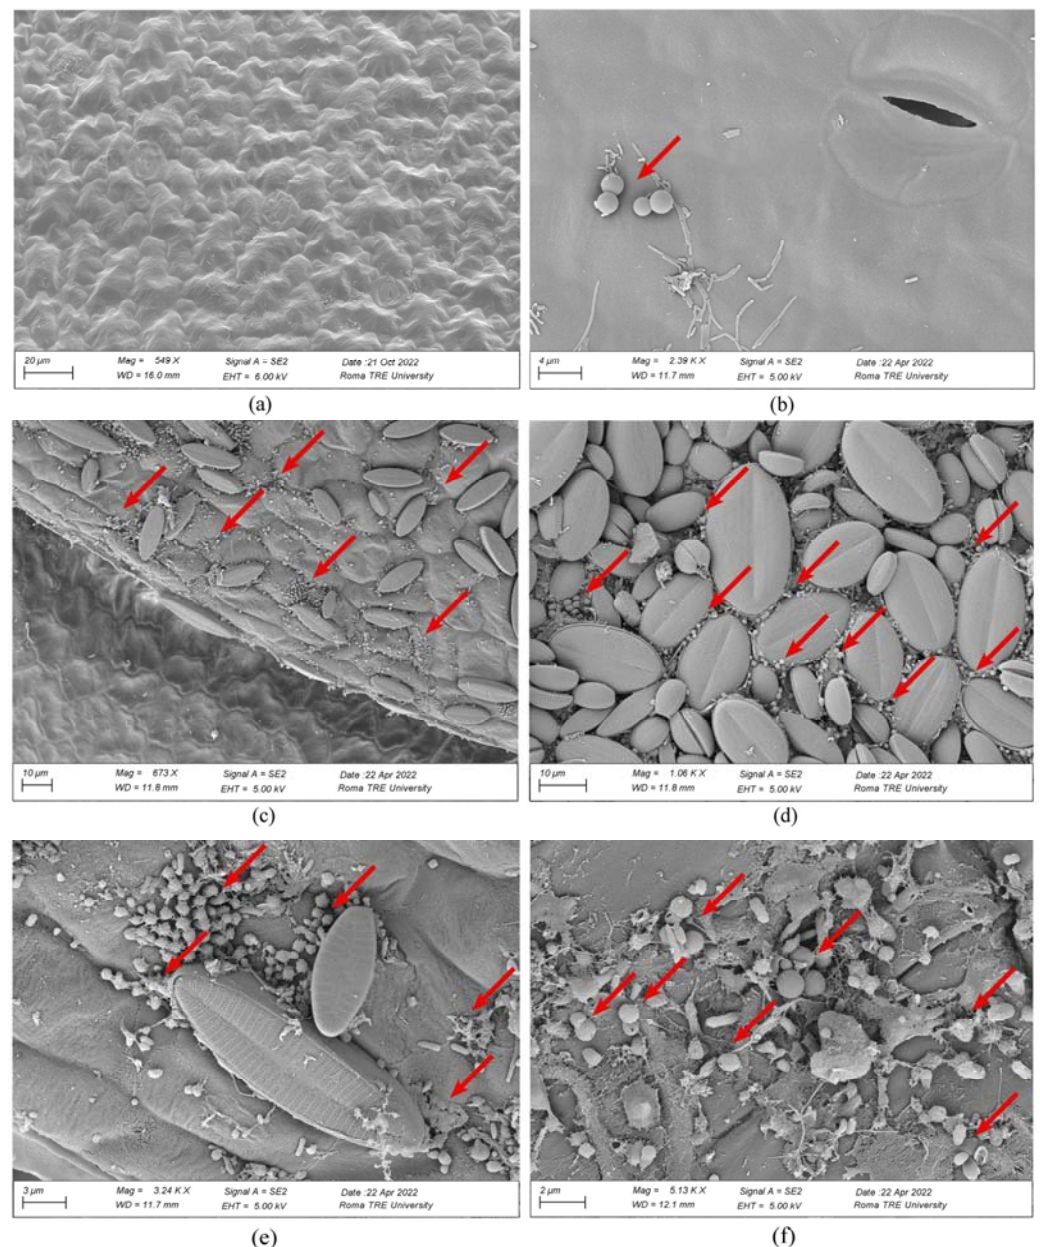 20 µm Mag = 549 X Signal A = SE2 Date :21 Oct 2022
WD = 16.0 mm EHT = 6.00 kV Roma TRE University
(a)
4 µm Mag = 2.39 K X Signal A = SE2 Date :22 Apr 2022
WD = 11.7 mm EHT = 5.00 kV Roma TRE University
(b)
10 µm Mag = 673 X Signal A = SE2 Date :22 Apr 2022
WD = 11.8 mm EHT = 5.00 kV Roma TRE University
(c)
10 µm Mag = 1.06 K X Signal A = SE2 Date :22 Apr 2022
WD = 11.8 mm EHT = 5.00 kV Roma TRE University
(d)
3 µm Mag = 3.24 K X Signal A = SE2 Date :22 Apr 2022
WD = 11.7 mm EHT = 5.00 kV Roma TRE University
(e)
2 µm Mag = 5.13 K X Signal A = SE2 Date :22 Apr 2022
WD = 12.1 mm EHT = 5.00 kV Roma TRE University
(f)